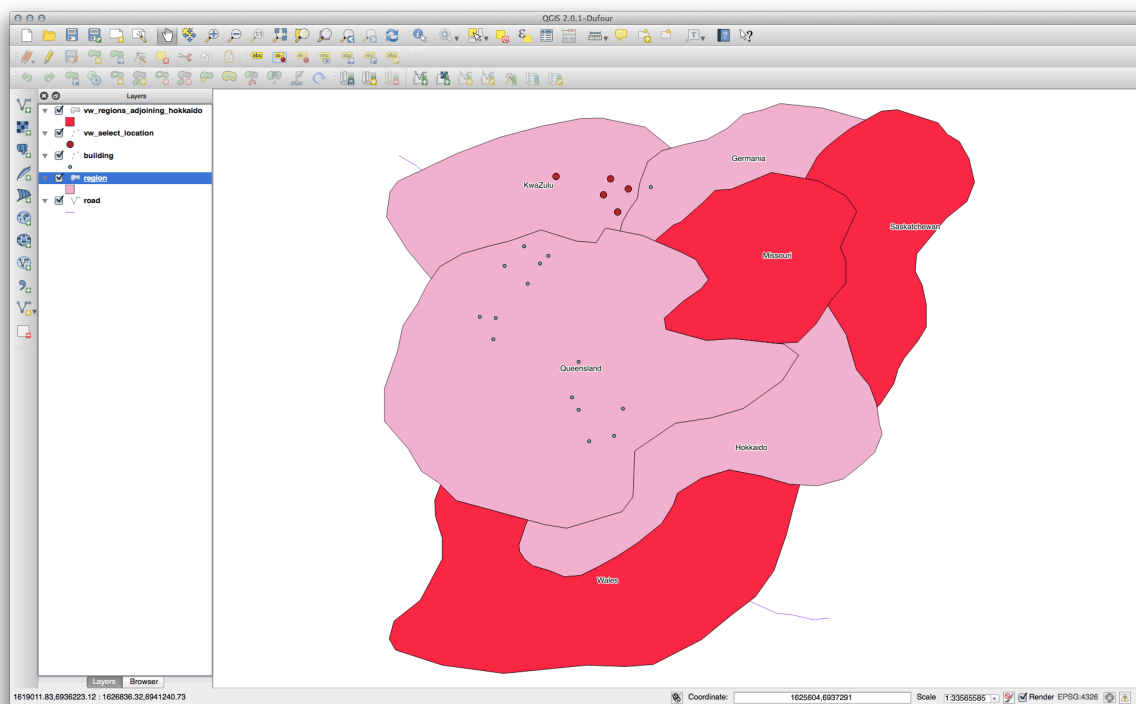 QGIS 2.0.1-Dufour
Layers
vw_regions_adjoining_hokkaido
vw_select_location
building
region
road
Germania
KwaZulu
Saskatchewan
Missouri
Queensland
Hokkaido
Wales
Layers Browser
1619011.83,6936223.12 : 1626836.32,6941240.73
Coordinate: 1625604,6937291
Scale 1:33565585
Render EPSG:4326